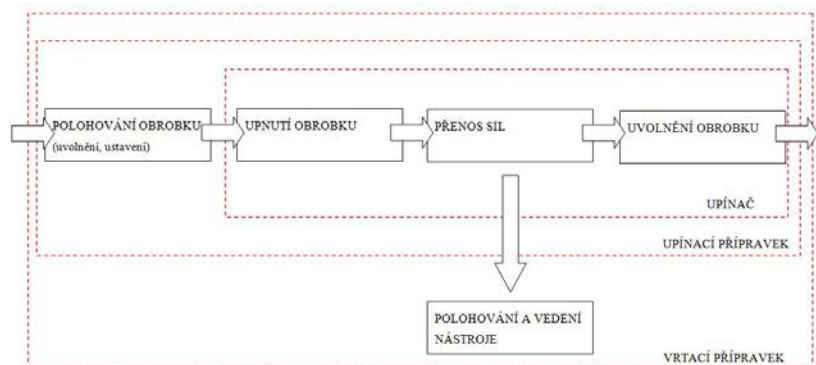 POLOHOVÁNÍ OBROBKU
(uvolnění, ustavení)
UPNUTÍ OBROBKU
PŘENOS SIL
UVOLNĚNÍ OBROBKU
UPÍNAČ
UPÍNACÍ PŘÍPRAVEK
POLOHOVÁNÍ A VEDENÍ
NÁSTROJE
VRTACÍ PŘÍPRAVEK